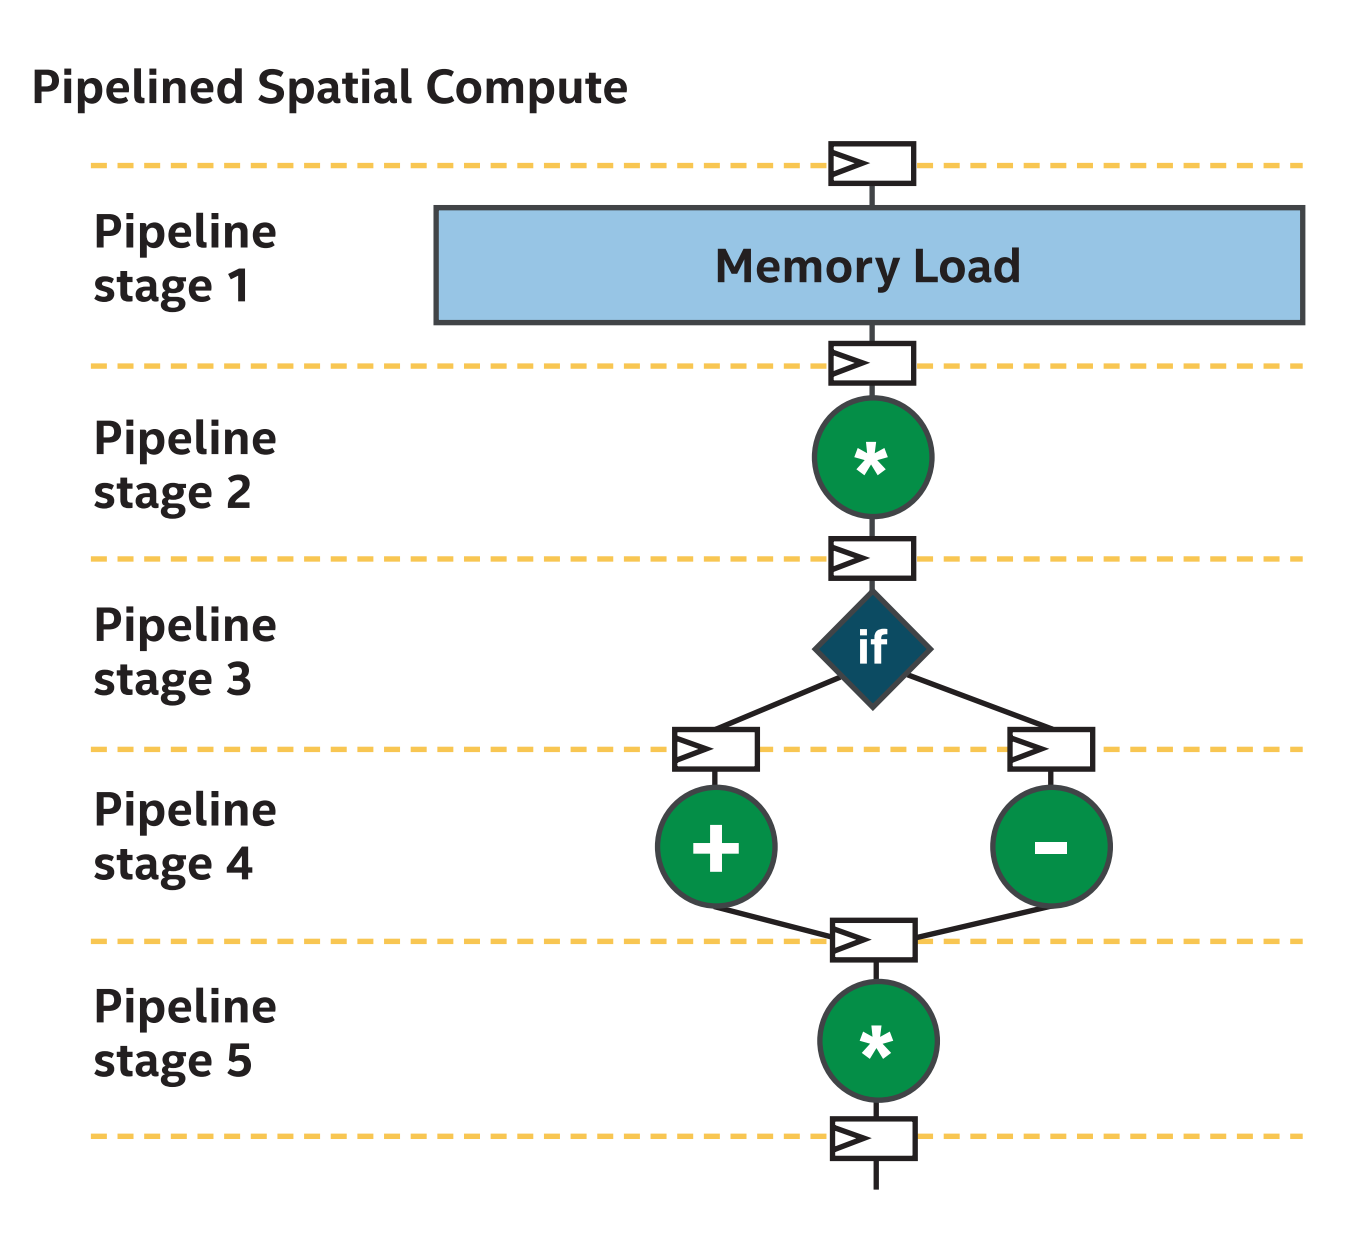 Pipelined Spatial Compute
Pipeline
stage 1
Memory Load
Pipeline
stage 2
*
Pipeline
stage 3
if
Pipeline
stage 4
+
-
Pipeline
stage 5
*